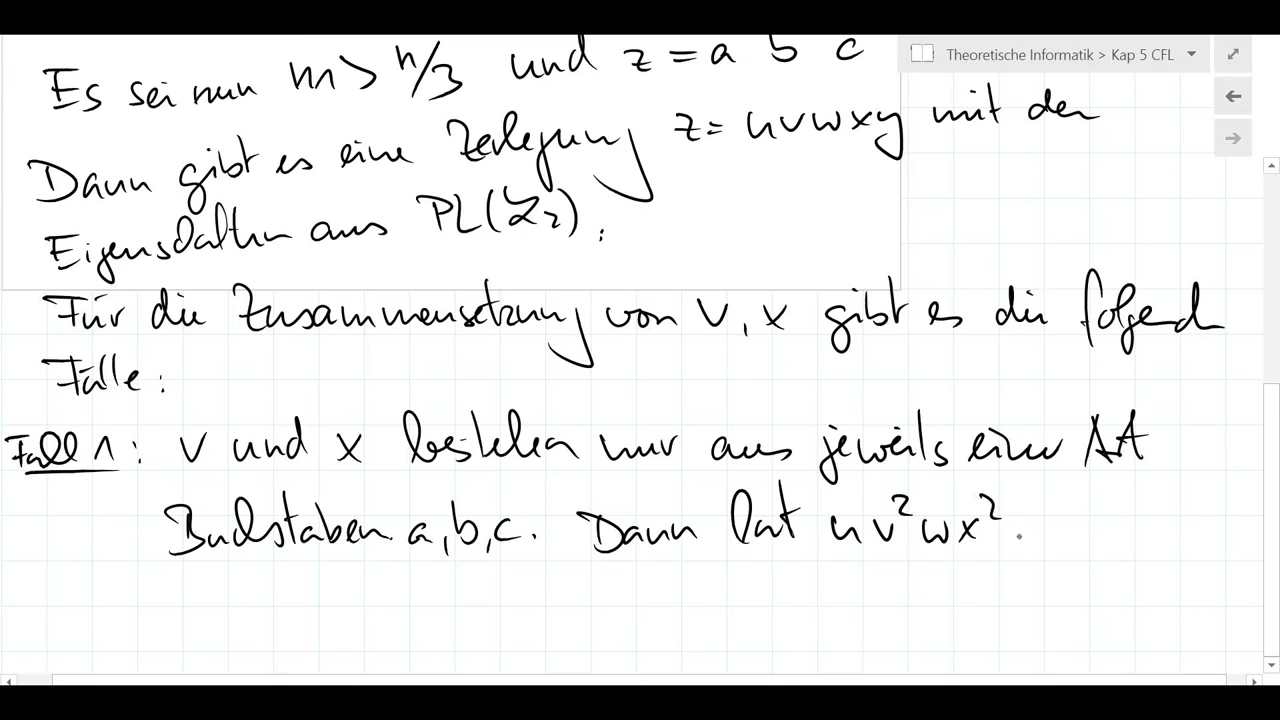 Theoretische Informatik > Kap 5 CFL
Es sei nun m > n/3 und z = a b c
Dann gibt es eine Zerlegung z = uvwxy mit den
Eigenschaften aus PL(L₂):
Für die Zusammensetzung von v, x gibt es die folgend
Fälle:
Fall 1: v und x bestehen nur aus jeweils einer Art
Buchstaben a, b, c. Dann hat uv²wx²